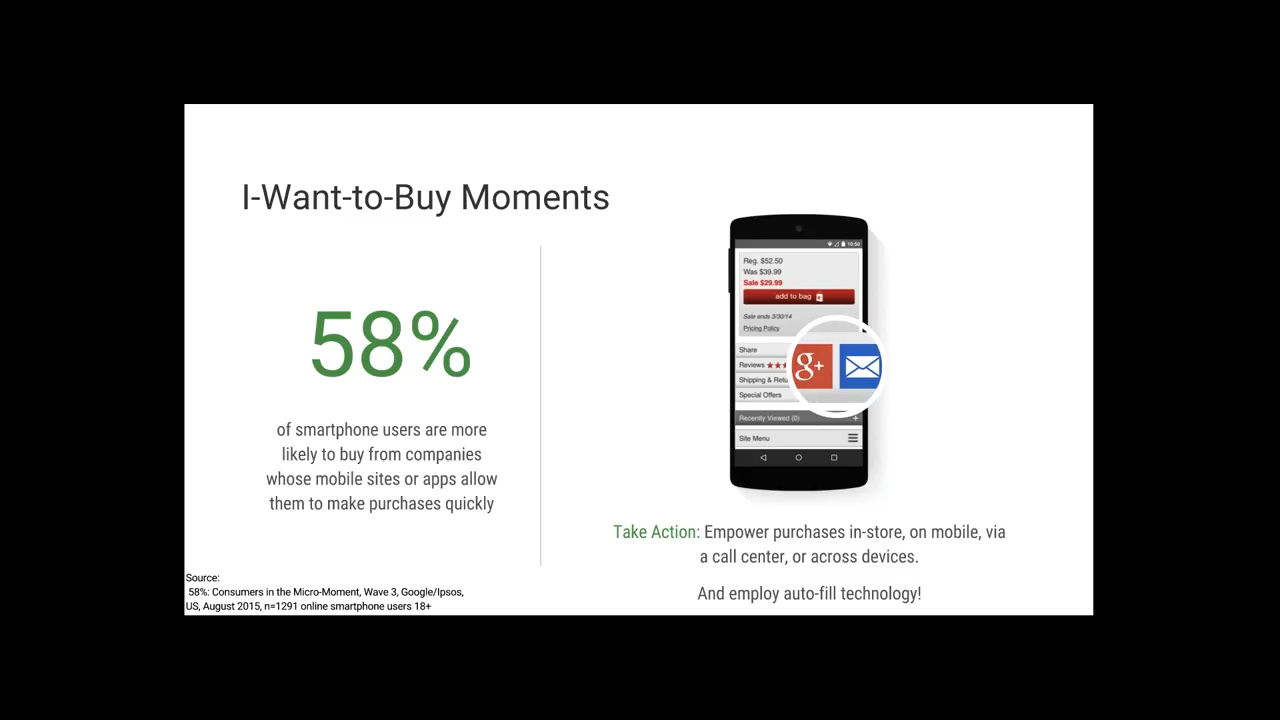 I-Want-to-Buy Moments
58%
of smartphone users are more
likely to buy from companies
whose mobile sites or apps allow
them to make purchases quickly
Source:
58%: Consumers in the Micro-Moment, Wave 3, Google/Ipsos,
US, August 2015, n=1291 online smartphone users 18+
10:50
Reg. $52.50
Was $39.99
Sale $29.99
add to bag
Sale ends 3/30/14
Pricing Policy
Share
Reviews
Shipping & Retu
Special Offers
g+
Recently Viewed (0) +
Site Menu
Take Action: Empower purchases in-store, on mobile, via
a call center, or across devices.
And employ auto-fill technology!